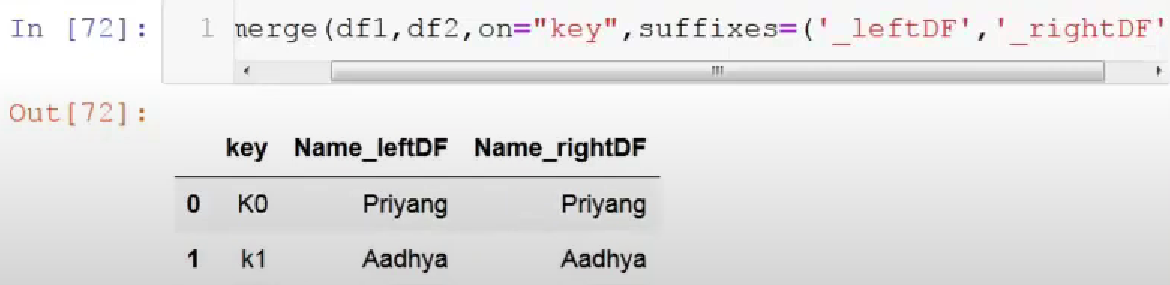 In [72]: 1 merge(df1,df2,on="key",suffixes=('_leftDF','_rightDF'
Out[72]:
key Name_leftDF Name_rightDF
0 K0 Priyang Priyang
1 k1 Aadhya Aadhya